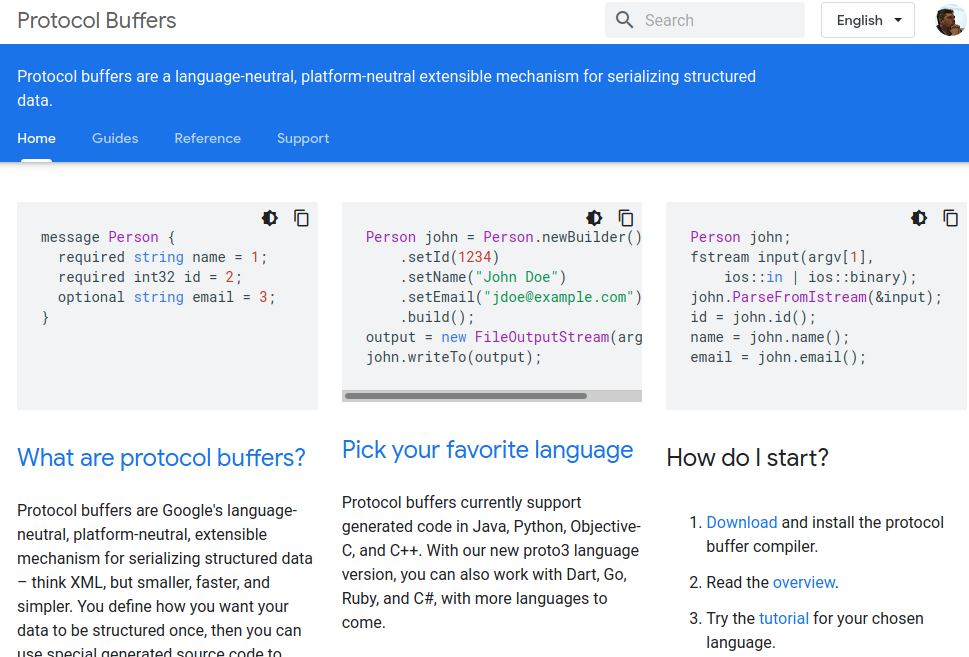 Protocol Buffers
Search
English
Protocol buffers are a language-neutral, platform-neutral extensible mechanism for serializing structured
data.
Home
Guides
Reference
Support
message Person {
  required string name = 1;
  required int32 id = 2;
  optional string email = 3;
}
Person john = Person.newBuilder()
    .setId(1234)
    .setName("John Doe")
    .setEmail("jdoe@example.com")
    .build();
output = new FileOutputStream(arg
john.writeTo(output);
Person john;
fstream input(argv[1],
    ios::in | ios::binary);
john.ParseFromIstream(&input);
id = john.id();
name = john.name();
email = john.email();
What are protocol buffers?
Protocol buffers are Google's language-
neutral, platform-neutral, extensible
mechanism for serializing structured data
– think XML, but smaller, faster, and
simpler. You define how you want your
data to be structured once, then you can
use special generated source code to
Pick your favorite language
Protocol buffers currently support
generated code in Java, Python, Objective-
C, and C++. With our new proto3 language
version, you can also work with Dart, Go,
Ruby, and C#, with more languages to
come.
How do I start?
1. Download and install the protocol
buffer compiler.
2. Read the overview.
3. Try the tutorial for your chosen
language.